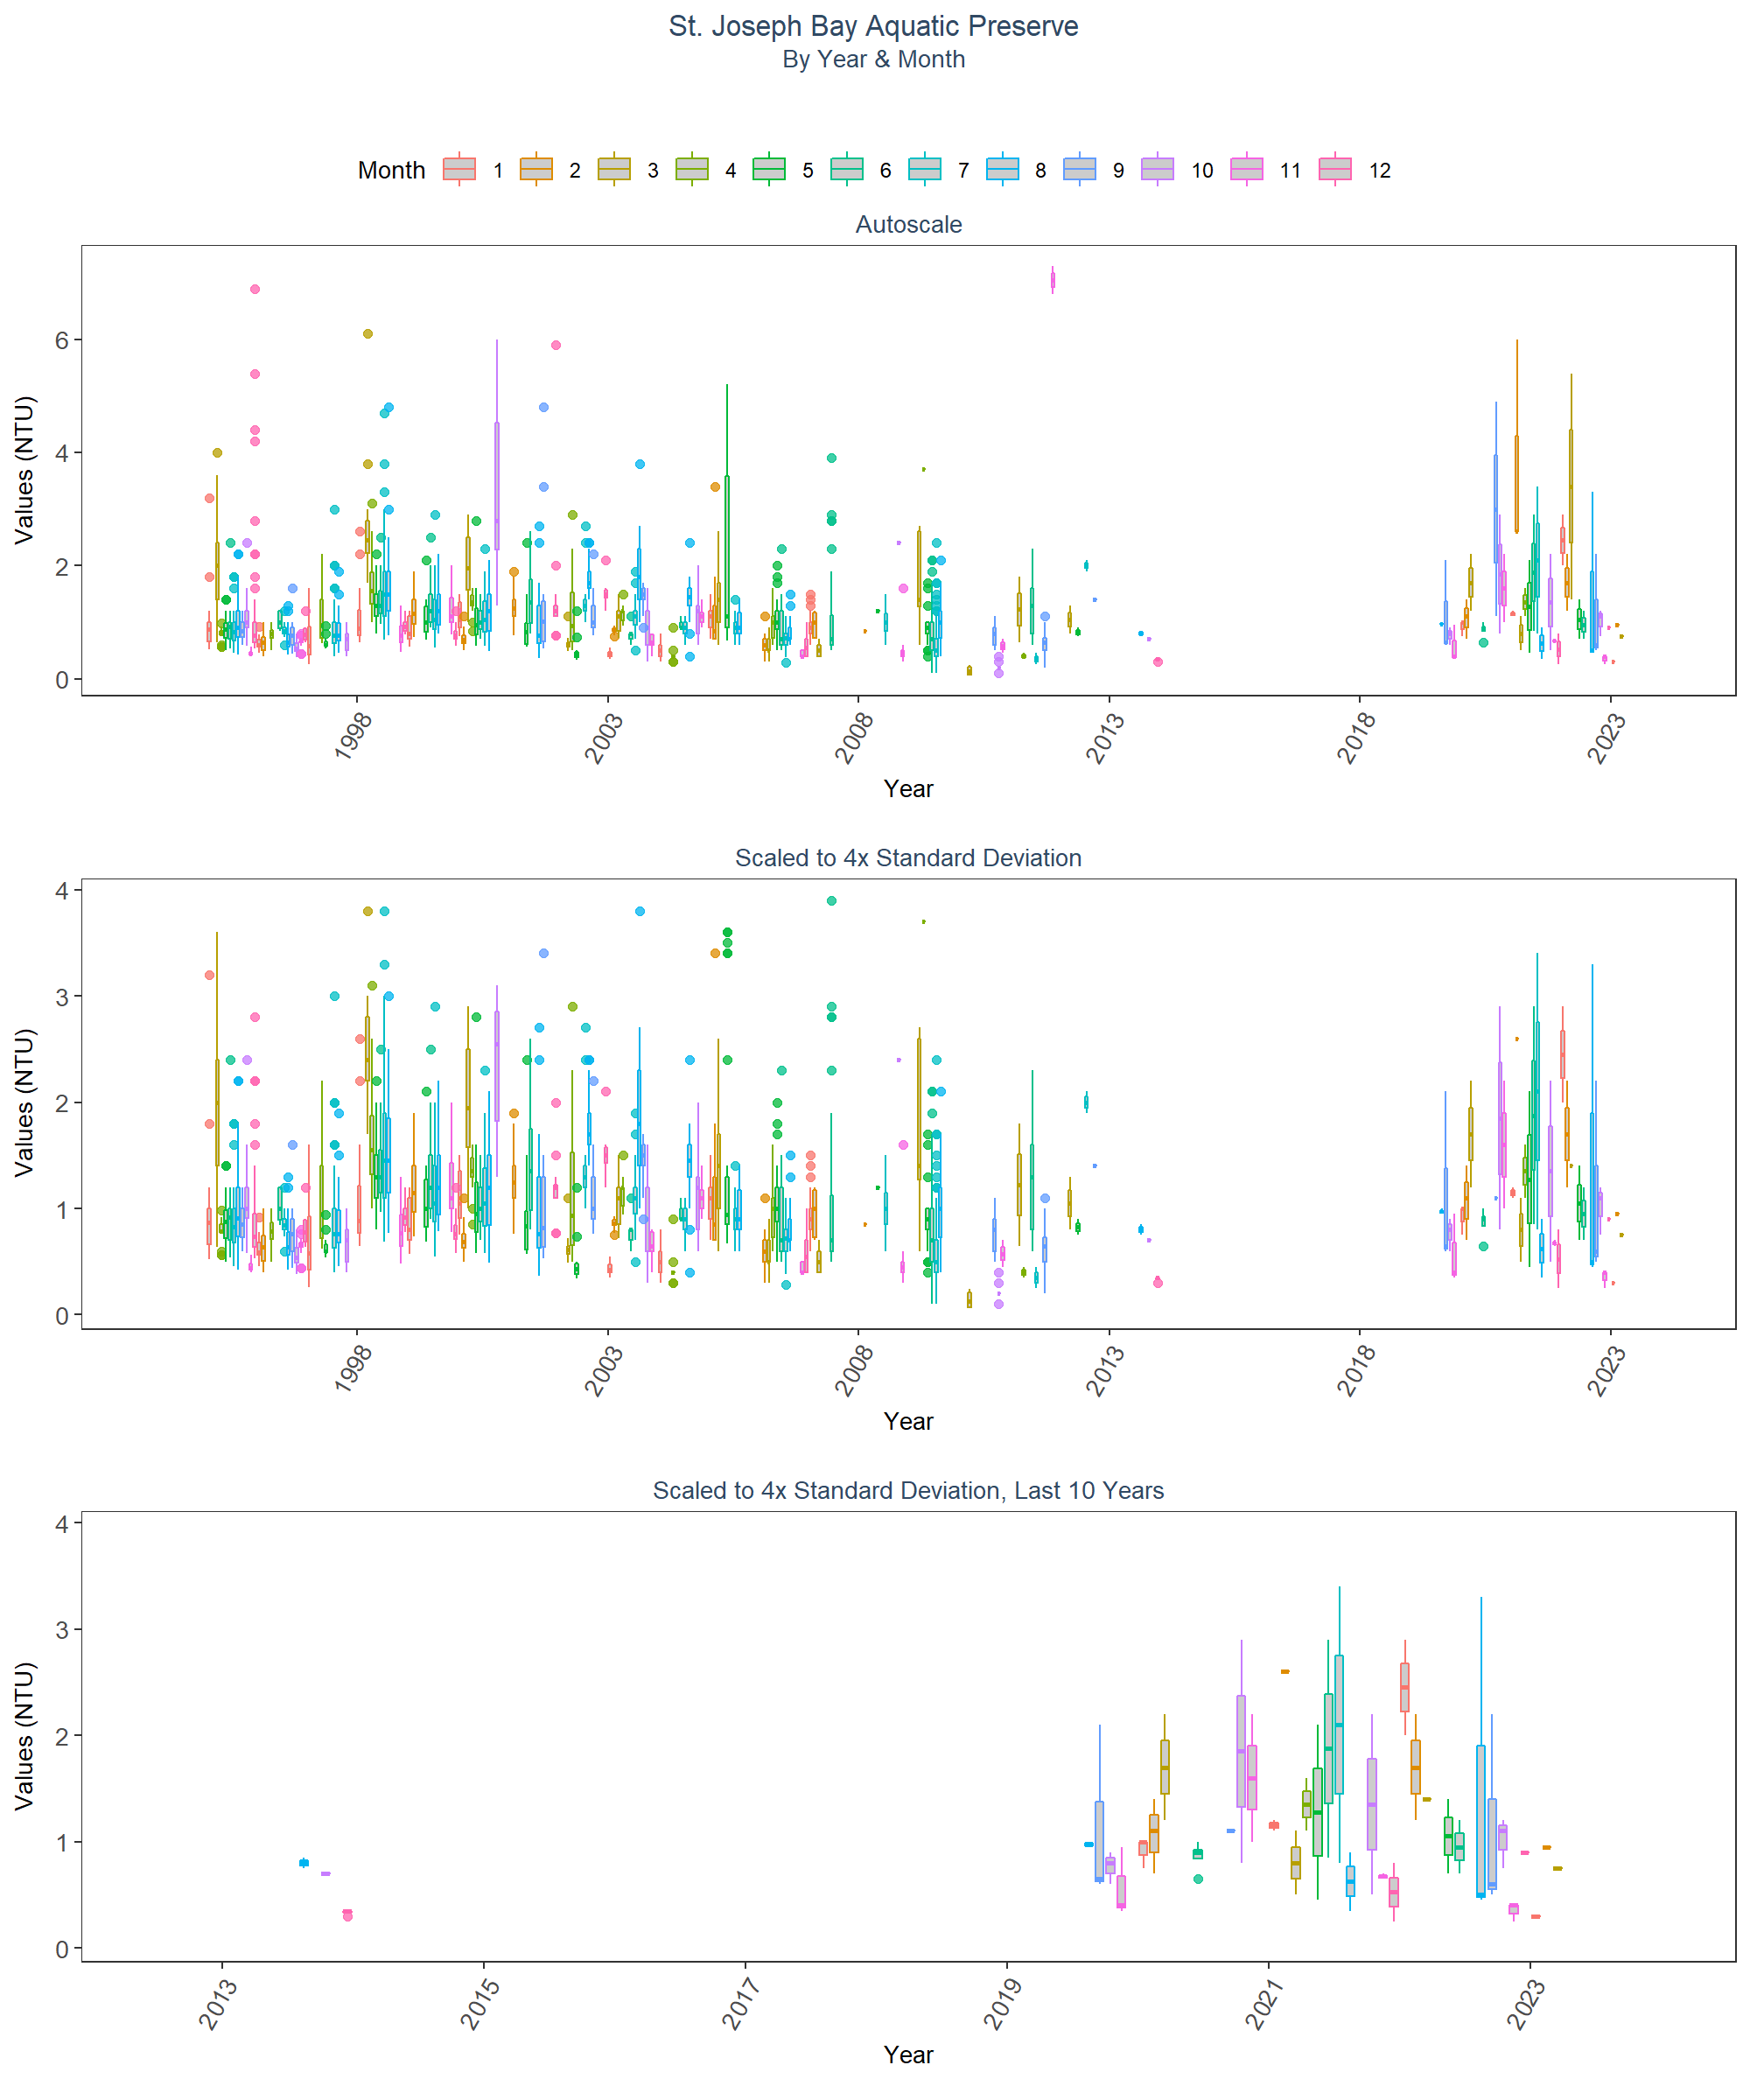 St. Joseph Bay Aquatic Preserve
By Year & Month
Month 1 2 3 4 5 6 7 8 9 10 11 12
Autoscale
Values (NTU)
6
4
2
0
1998 2003 2008 2013 2018 2023
Year
Scaled to 4x Standard Deviation
Values (NTU)
4
3
2
1
0
1998 2003 2008 2013 2018 2023
Year
Scaled to 4x Standard Deviation, Last 10 Years
Values (NTU)
4
3
2
1
0
2013 2015 2017 2019 2021 2023
Year